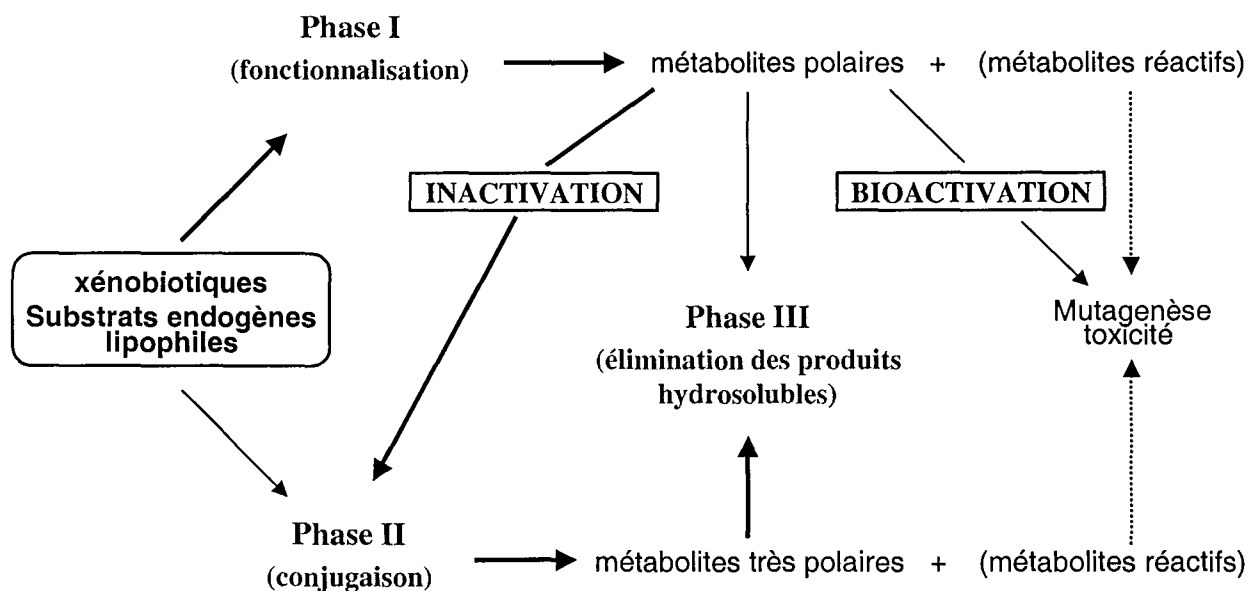 Phase I
(fonctionnalisation)
métabolites polaires + (métabolites réactifs)
INACTIVATION
BIOACTIVATION
xénobiotiques
Substrats endogènes
lipophiles
Phase III
(élimination des produits
hydrosolubles)
Mutagenèse
toxicité
Phase II
(conjugaison)
métabolites très polaires + (métabolites réactifs)